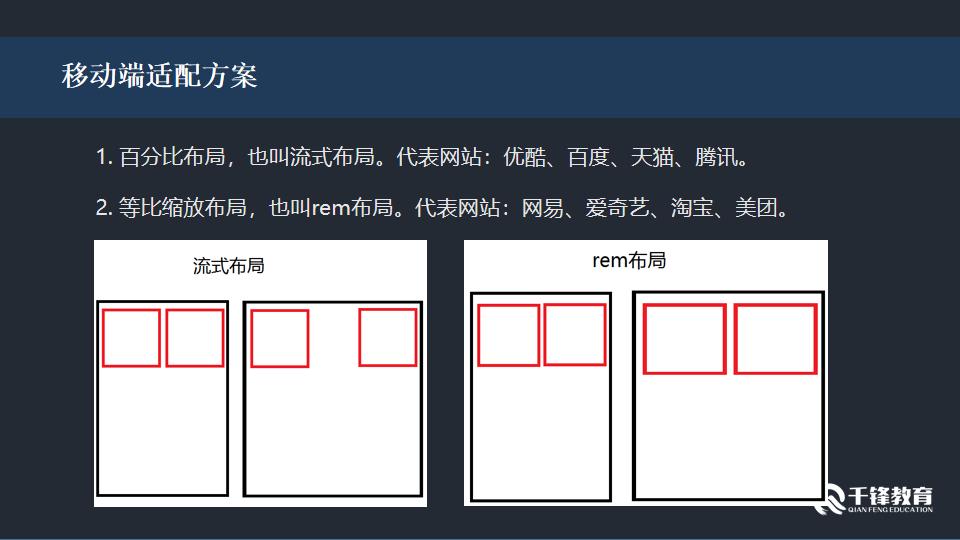 移动端适配方案
1. 百分比布局，也叫流式布局。代表网站：优酷、百度、天猫、腾讯。
2. 等比缩放布局，也叫rem布局。代表网站：网易、爱奇艺、淘宝、美团。
流式布局
rem布局
千锋教育
QIAN FENG EDUCATION